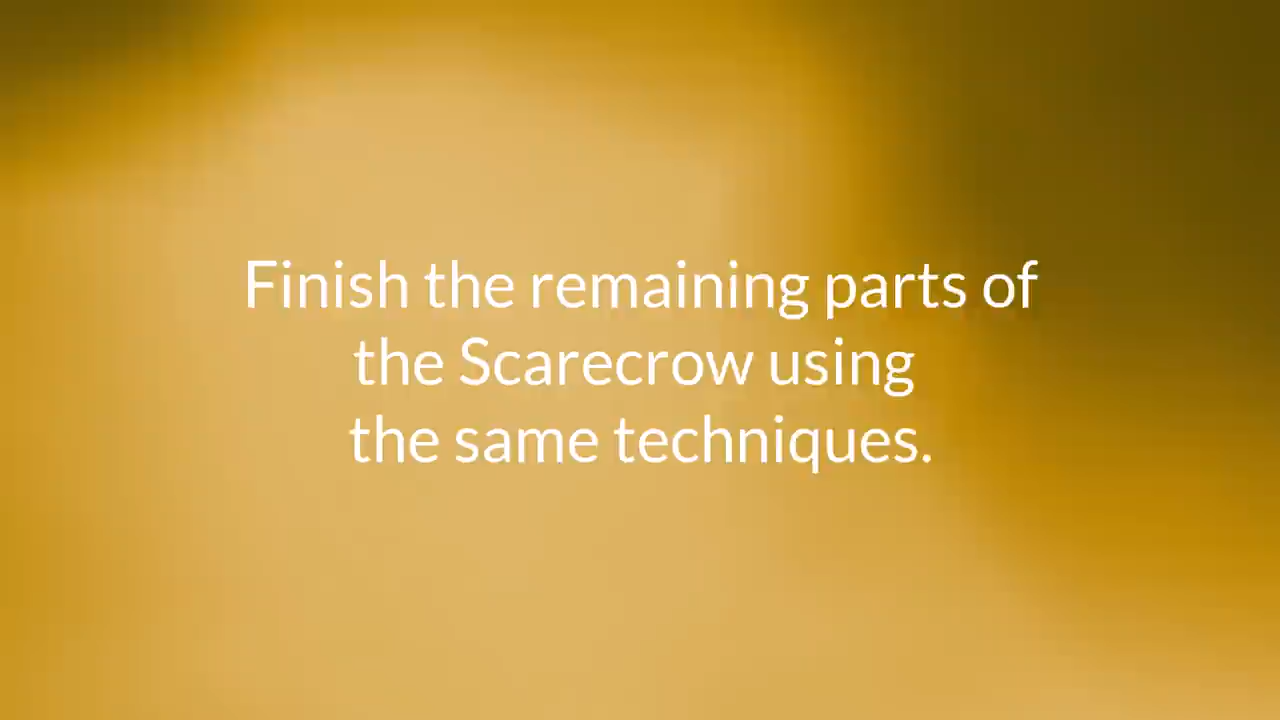 Finish the remaining parts of
the Scarecrow using
the same techniques.